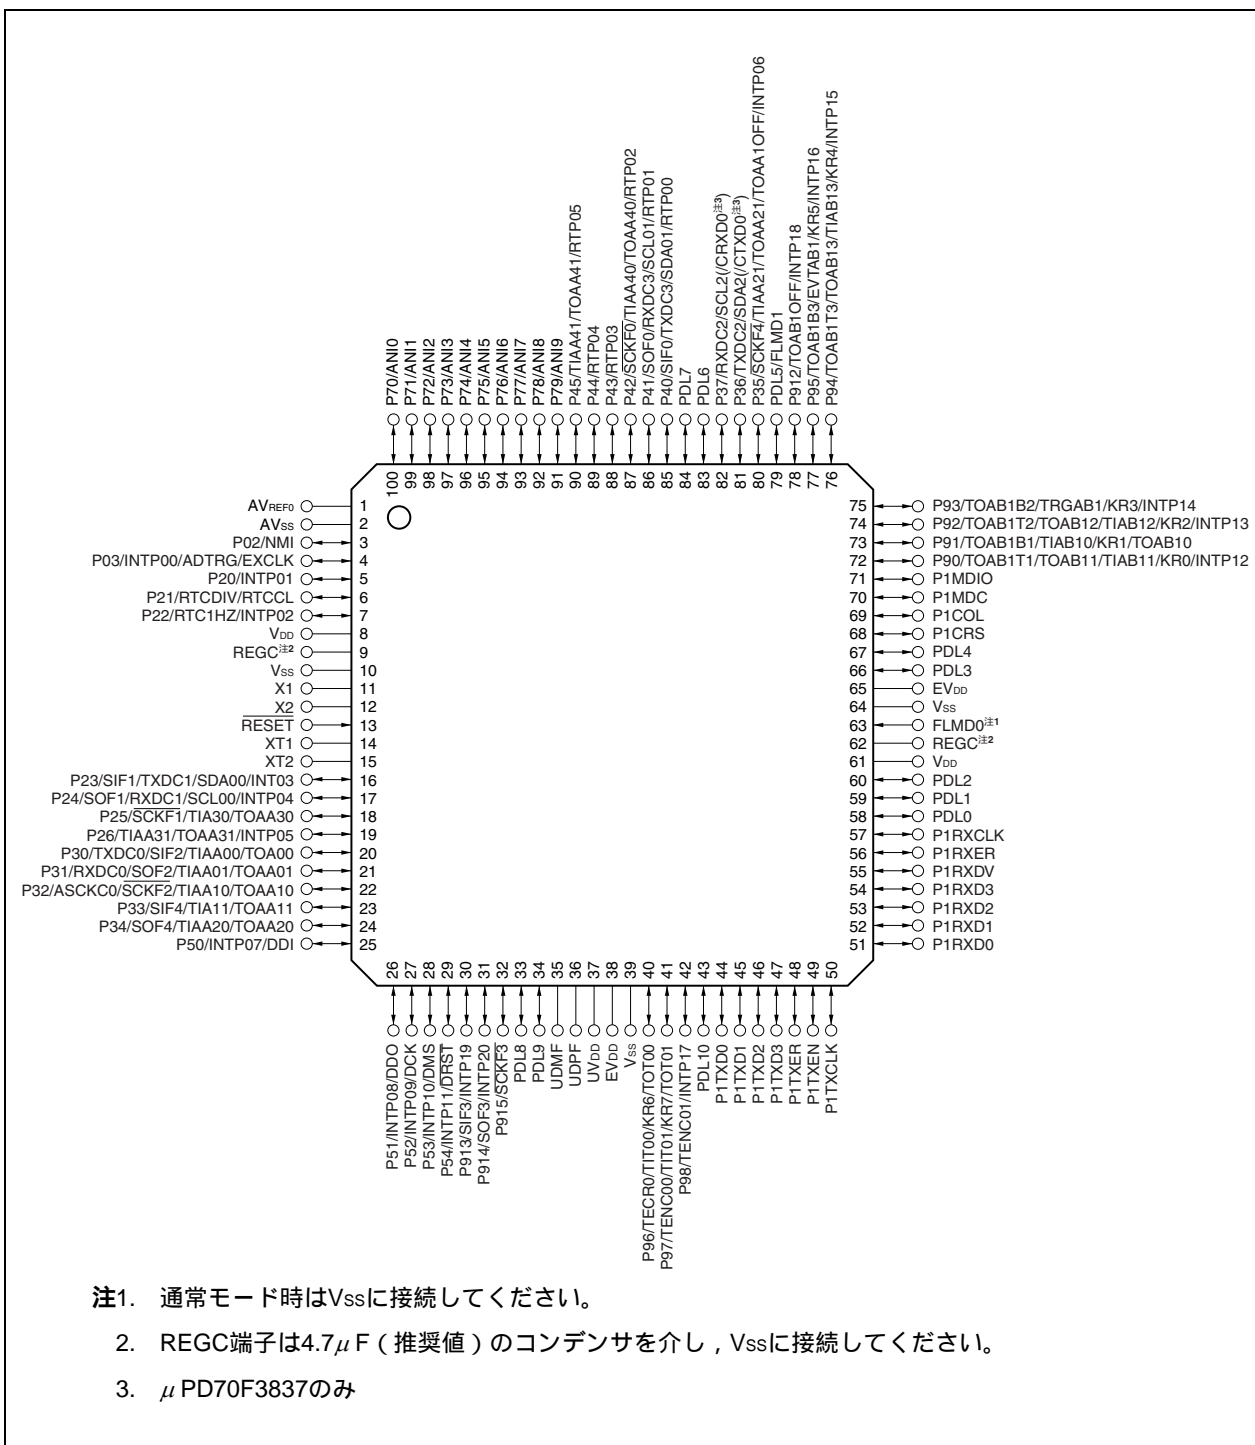 P70/ANI0
P71/ANI1
P72/ANI2
P73/ANI3
P74/ANI4
P75/ANI5
P76/ANI6
P77/ANI7
P78/ANI8
P79/ANI9
P45/TIAA41/TOAA41/RTP05
P44/RTP04
P43/RTP03
P42/SCKF0/TIAA40/TOAA40/RTP02
P41/SOF0/RXDC3/SCL01/RTP01
P40/SIF0/TXDC3/SDA01/RTP00
PDL7
PDL6
P37/RXDC2/SCL2(/CRXD0注3)
P36/TXDC2/SDA2(/CTXD0注3)
P35/SCKF4/TIAA21/TOAA21/TOAA1OFF/INTP06
PDL5/FLMD1
P912/TOAB1OFF/INTP18
P95/TOAB1B3/EVTAB1/KR5/INTP16
P94/TOAB1T3/TOAB13/TIAB13/KR4/INTP15
100 99 98 97 96 95 94 93 92 91 90 89 88 87 86 85 84 83 82 81 80 79 78 77 76
AVREF0 1
AVss 2
P02/NMI 3
P03/INTP00/ADTRG/EXCLK 4
P20/INTP01 5
P21/RTCDIV/RTCCL 6
P22/RTC1HZ/INTP02 7
VDD 8
REGC注2 9
Vss 10
X1 11
X2 12
RESET 13
XT1 14
XT2 15
P23/SIF1/TXDC1/SDA00/INT03 16
P24/SOF1/RXDC1/SCL00/INTP04 17
P25/SCKF1/TIA30/TOAA30 18
P26/TIAA31/TOAA31/INTP05 19
P30/TXDC0/SIF2/TIAA00/TOA00 20
P31/RXDC0/SOF2/TIAA01/TOAA01 21
P32/ASCKC0/SCKF2/TIAA10/TOAA10 22
P33/SIF4/TIA11/TOAA11 23
P34/SOF4/TIAA20/TOAA20 24
P50/INTP07/DDI 25
75 P93/TOAB1B2/TRGAB1/KR3/INTP14
74 P92/TOAB1T2/TOAB12/TIAB12/KR2/INTP13
73 P91/TOAB1B1/TIAB10/KR1/TOAB10
72 P90/TOAB1T1/TOAB11/TIAB11/KR0/INTP12
71 P1MDIO
70 P1MDC
69 P1COL
68 P1CRS
67 PDL4
66 PDL3
65 EVDD
64 Vss
63 FLMD0注1
62 REGC注2
61 VDD
60 PDL2
59 PDL1
58 PDL0
57 P1RXCLK
56 P1RXER
55 P1RXDV
54 P1RXD3
53 P1RXD2
52 P1RXD1
51 P1RXD0
26 27 28 29 30 31 32 33 34 35 36 37 38 39 40 41 42 43 44 45 46 47 48 49 50
P51/INTP08/DDO
P52/INTP09/DCK
P53/INTP10/DMS
P54/INTP11/DRST
P913/SIF3/INTP19
P914/SOF3/INTP20
P915/SCKF3
PDL8
PDL9
UDMF
UDPF
UVDD
EVDD
Vss
P96/TECR0/TIT00/KR6/TOT00
P97/TENC00/TIT01/KR7/TOT01
P98/TENC01/INTP17
PDL10
P1TXD0
P1TXD1
P1TXD2
P1TXD3
P1TXER
P1TXEN
P1TXCLK
注1. 通常モード時はVssに接続してください。
2. REGC端子は4.7μF（推奨値）のコンデンサを介し，Vssに接続してください。
3. μPD70F3837のみ